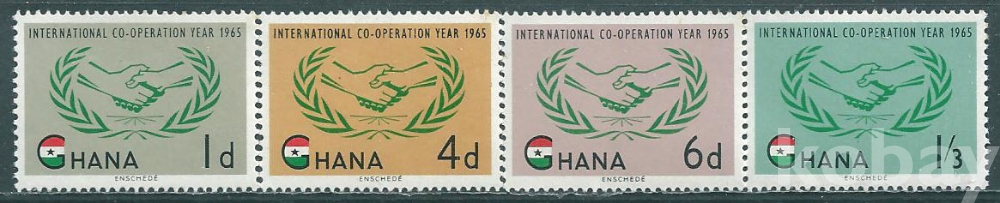 INTERNATIONAL CO-OPERATION YEAR 1965
GHANA 1d
ENSCHEDÉ
INTERNATIONAL CO-OPERATION YEAR 1965
GHANA 4d
ENSCHEDÉ
INTERNATIONAL CO-OPERATION YEAR 1965
GHANA 6d
ENSCHEDÉ
INTERNATIONAL CO-OPERATION YEAR 1965
GHANA 1/3
ENSCHEDÉ
kobay